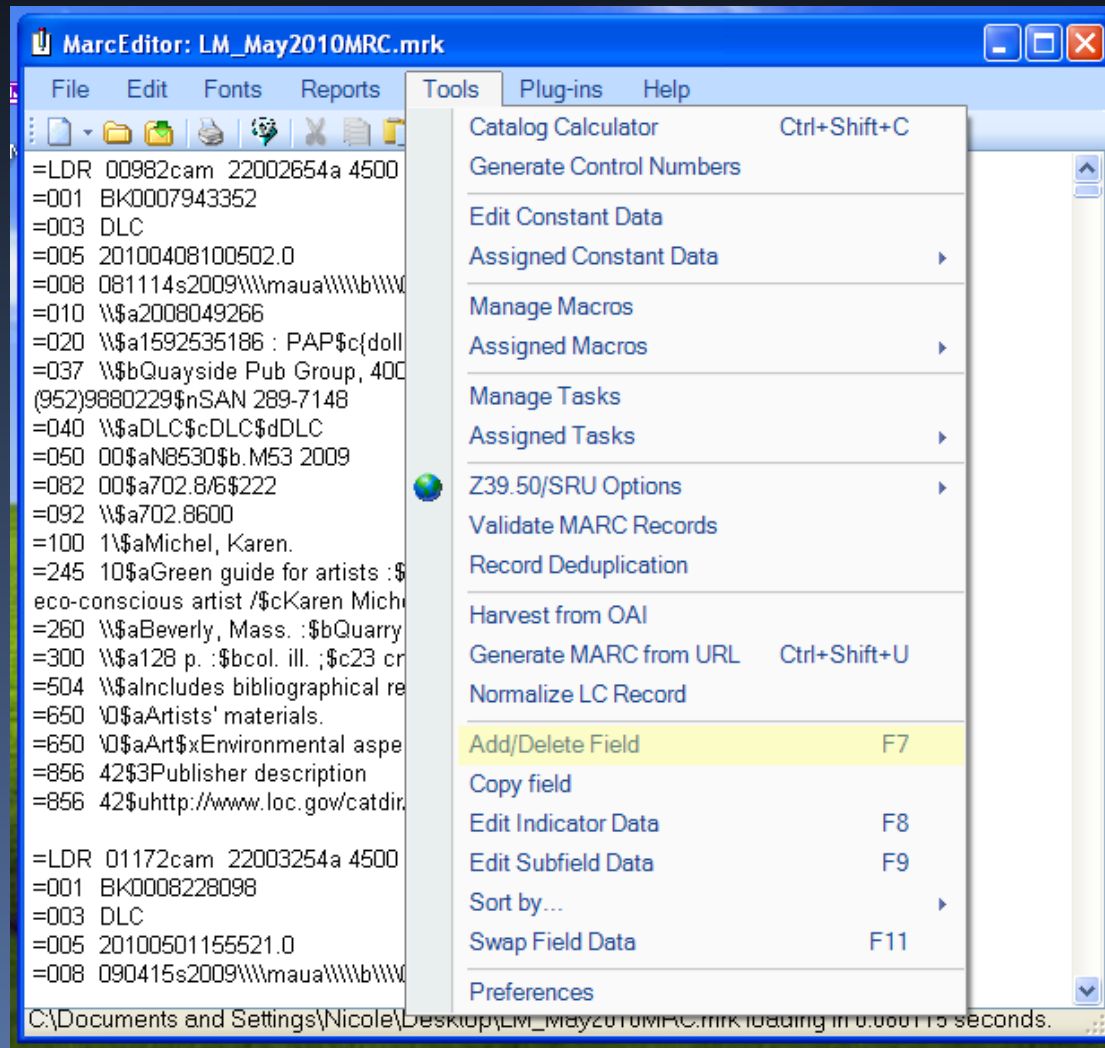 MarcEditor: LM_May2010MRC.mrk
File Edit Fonts Reports Tools Plug-ins Help
=LDR 00982cam 22002654a 4500
=001 BK0007943352
=003 DLC
=005 20100408100502.0
=008 081114s2009\\\\maua\\\\\b\\\\
=010 \\$a2008049266
=020 \\$a1592535186 : PAP$c{doll
=037 \\$bQuayside Pub Group, 400
(952)9880229$nSAN 289-7148
=040 \\$aDLC$cDLC$dDLC
=050 00$aN8530$b.M53 2009
=082 00$a702.8/6$222
=092 \\$a702.8600
=100 1\$aMichel, Karen.
=245 10$aGreen guide for artists :$
eco-conscious artist /$cKaren Mich
=260 \\$aBeverly, Mass. :$bQuarry
=300 \\$a128 p. :$bcol. ill. ;$c23 c
=504 \\$aIncludes bibliographical re
=650 \0$aArtists' materials.
=650 \0$aArt$xEnvironmental aspe
=856 42$3Publisher description
=856 42$uhttp://www.loc.gov/catdir
=LDR 01172cam 22003254a 4500
=001 BK0008228098
=003 DLC
=005 20100501155521.0
=008 090415s2009\\\\maua\\\\\b\\\\
Catalog Calculator Ctrl+Shift+C
Generate Control Numbers
Edit Constant Data
Assigned Constant Data
Manage Macros
Assigned Macros
Manage Tasks
Assigned Tasks
Z39.50/SRU Options
Validate MARC Records
Record Deduplication
Harvest from OAI
Generate MARC from URL Ctrl+Shift+U
Normalize LC Record
Add/Delete Field F7
Copy field
Edit Indicator Data F8
Edit Subfield Data F9
Sort by...
Swap Field Data F11
Preferences
C:\Documents and Settings\Nicole\Desktop\LM_May2010MRC.mrk loading in 0.080115 seconds.